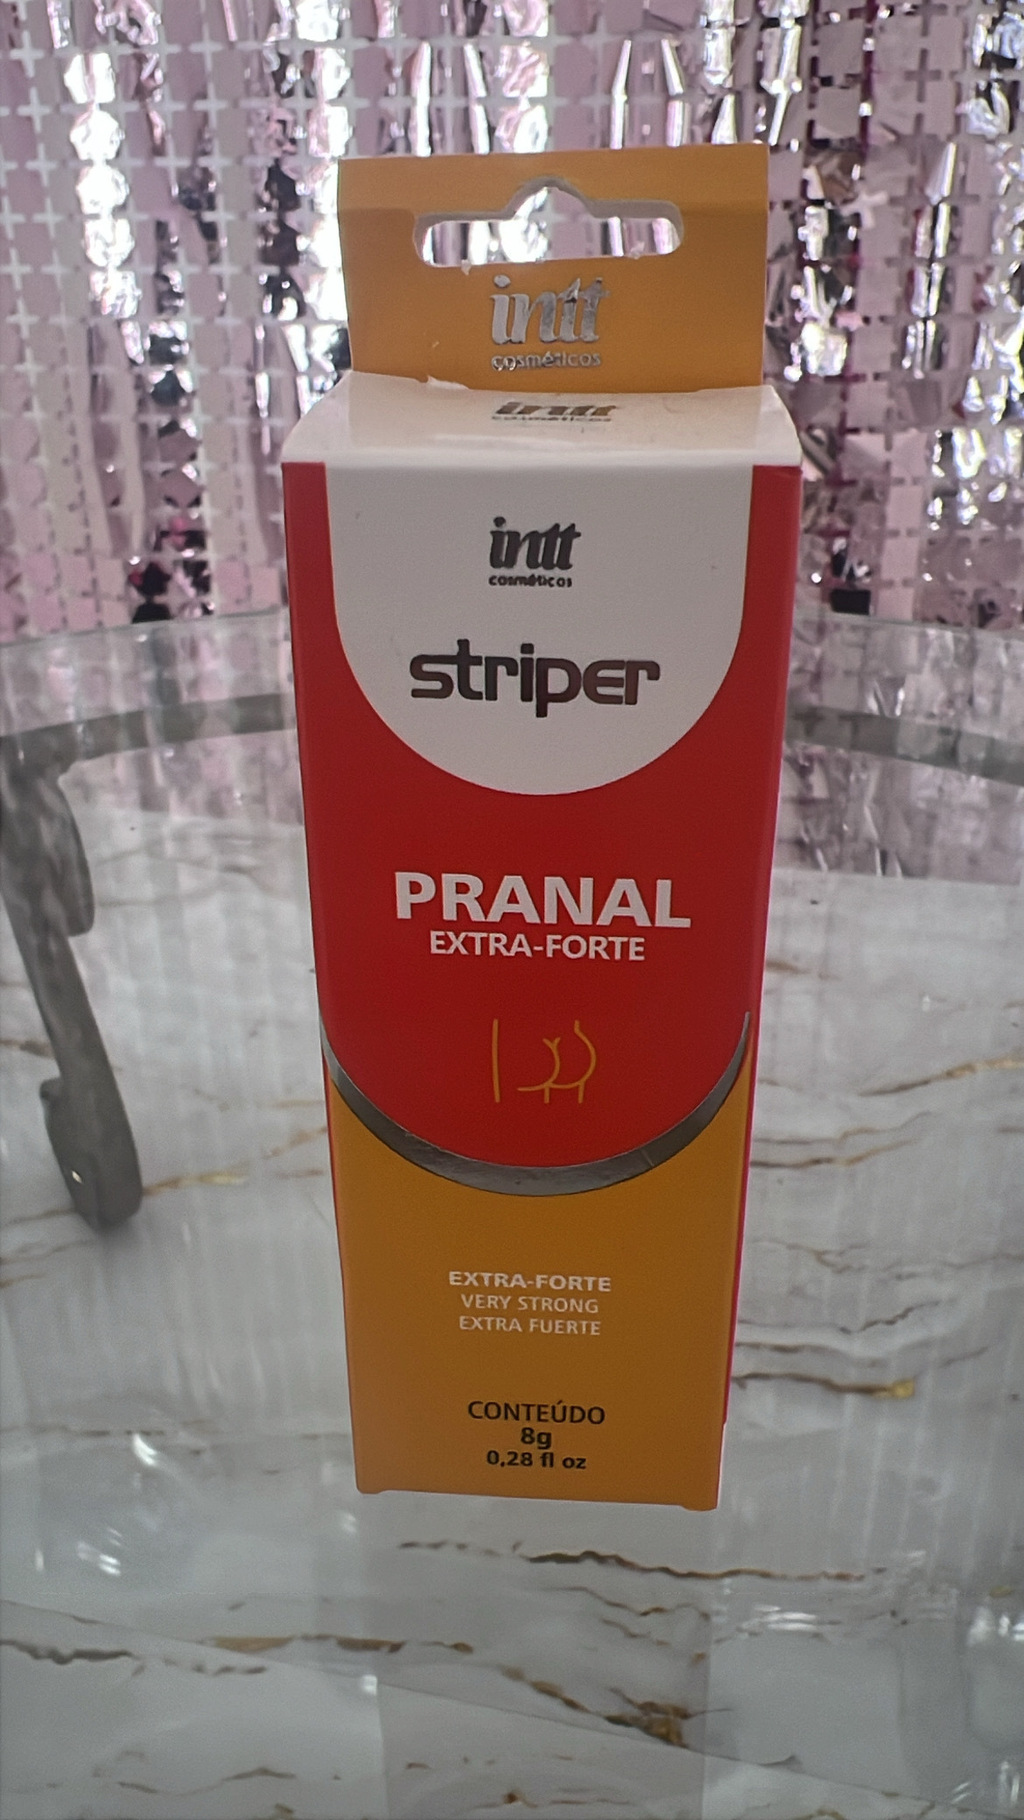 intt
cosméticos
intt
cosméticos
intt
cosméticos
striper
PRANAL
EXTRA-FORTE
EXTRA-FORTE
VERY STRONG
EXTRA FUERTE
CONTEÚDO
8g
0,28 fl oz